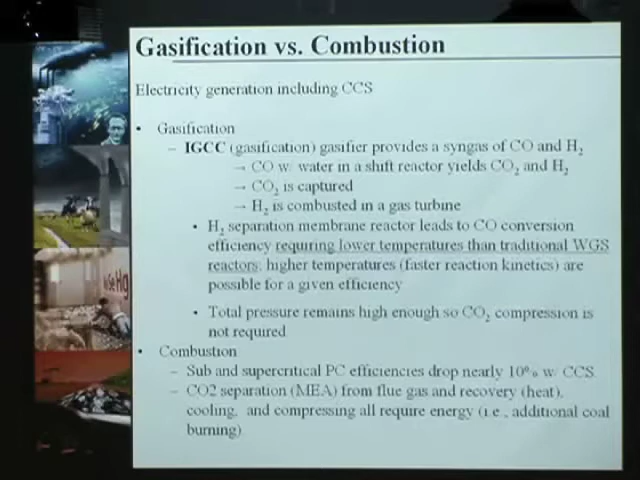 Gasification vs. Combustion
Electricity generation including CCS
• Gasification
– IGCC (gasification) gasifier provides a syngas of CO and H2
→ CO w/ water in a shift reactor yields CO2 and H2
→ CO2 is captured
→ H2 is combusted in a gas turbine
• H2 separation membrane reactor leads to CO conversion
efficiency requiring lower temperatures than traditional WGS
reactors; higher temperatures (faster reaction kinetics) are
possible for a given efficiency
• Total pressure remains high enough so CO2 compression is
not required
• Combustion
– Sub and supercritical PC efficiencies drop nearly 10% w/ CCS.
– CO2 separation (MEA) from flue gas and recovery (heat),
cooling, and compressing all require energy (i.e., additional coal
burning)
Se Hg